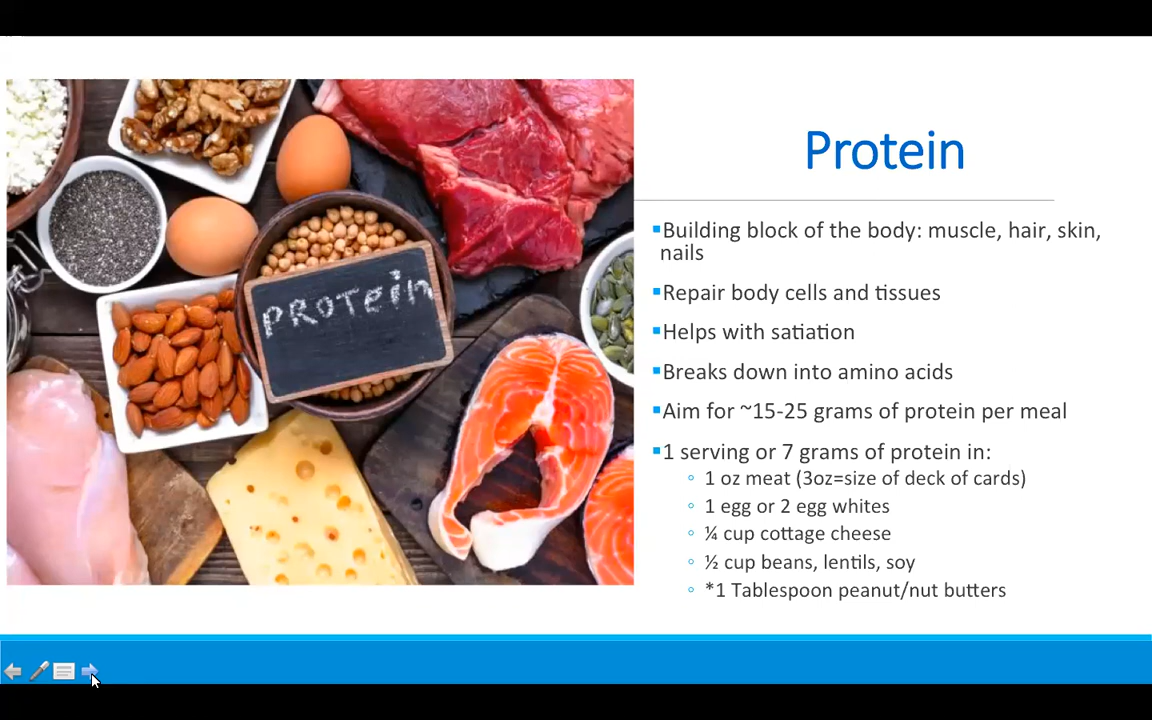 PROTEin
Protein
▪Building block of the body: muscle, hair, skin,
nails
▪Repair body cells and tissues
▪Helps with satiation
▪Breaks down into amino acids
▪Aim for ~15-25 grams of protein per meal
▪1 serving or 7 grams of protein in:
◦ 1 oz meat (3oz=size of deck of cards)
◦ 1 egg or 2 egg whites
◦ ¼ cup cottage cheese
◦ ½ cup beans, lentils, soy
◦ *1 Tablespoon peanut/nut butters